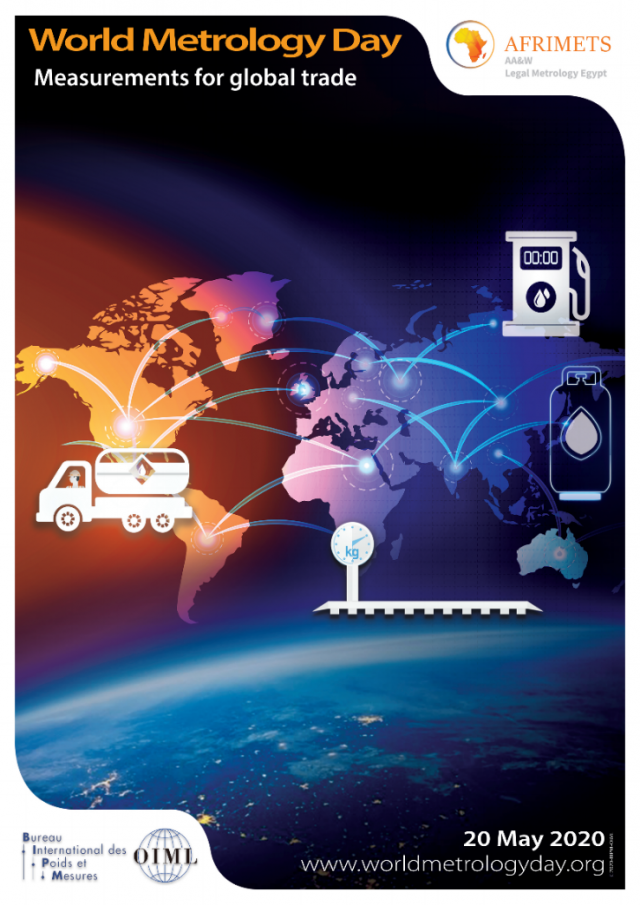 World Metrology Day
Measurements for global trade
AFRIMETS
AA&W
Legal Metrology Egypt
00:00
kg
Bureau
International des
Poids et
Mesures
OIML
20 May 2020
www.worldmetrologyday.org